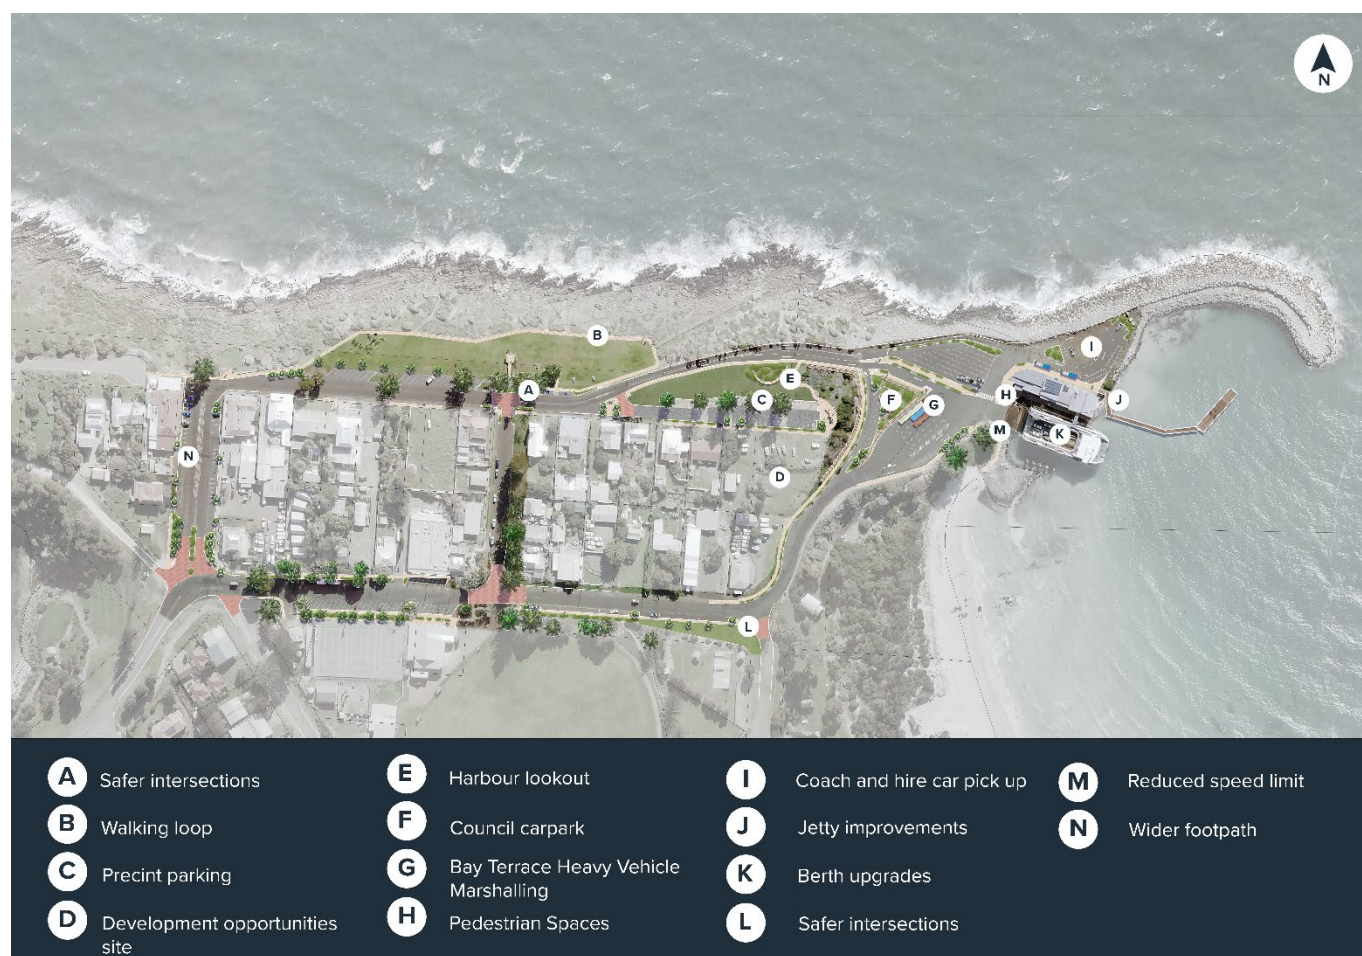 N
B
I
A
E
H
J
C
F
G
M
K
N
D
L
A Safer intersections
B Walking loop
C Precint parking
D Development opportunities
site
E Harbour lookout
F Council carpark
G Bay Terrace Heavy Vehicle
Marshalling
H Pedestrian Spaces
I Coach and hire car pick up
J Jetty improvements
K Berth upgrades
L Safer intersections
M Reduced speed limit
N Wider footpath